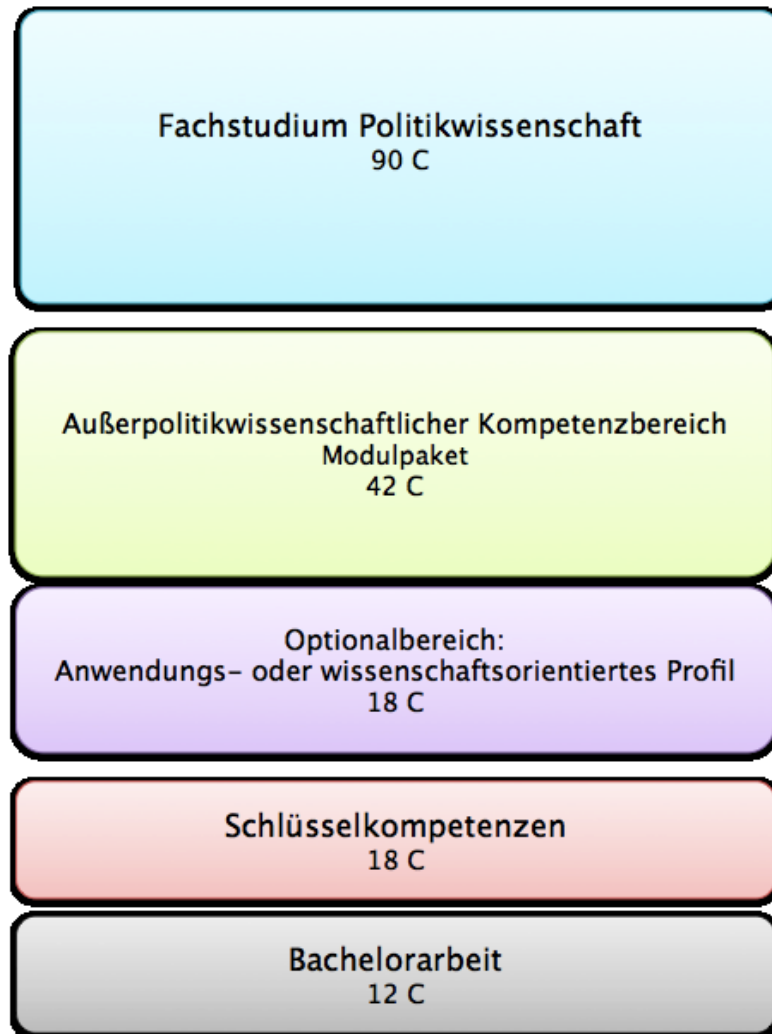 Fachstudium Politikwissenschaft
90 C
Außerpolitikwissenschaftlicher Kompetenzbereich
Modulpaket
42 C
Optionalbereich:
Anwendungs- oder wissenschaftsorientiertes Profil
18 C
Schlüsselkompetenzen
18 C
Bachelorarbeit
12 C